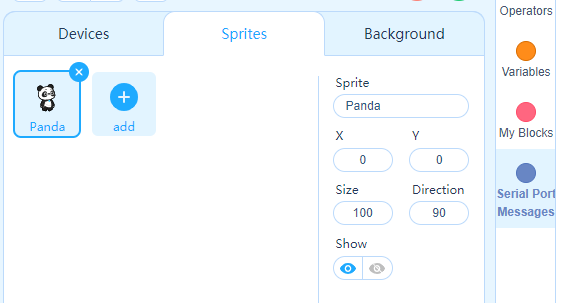 Devices
Sprites
Background
Panda
add
Sprite
Panda
X
Y
0
0
Size
Direction
100
90
Show
Operators
Variables
My Blocks
Serial Port
Messages